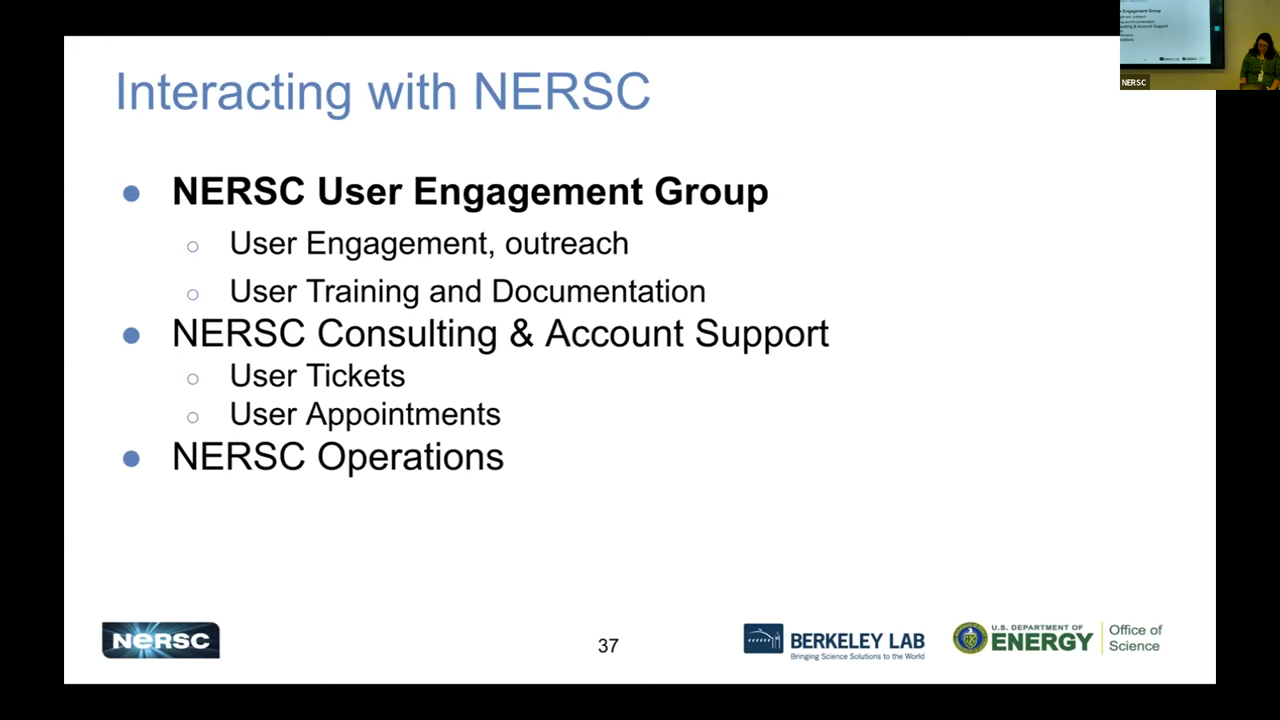 Interacting with NERSC
NERSC User Engagement Group
User Engagement, outreach
User Training and Documentation
NERSC Consulting & Account Support
User Tickets
User Appointments
NERSC Operations
NERSC
37
BERKELEY LAB
Bringing Science Solutions to the World
U.S. DEPARTMENT OF
ENERGY
Office of
Science
NERSC